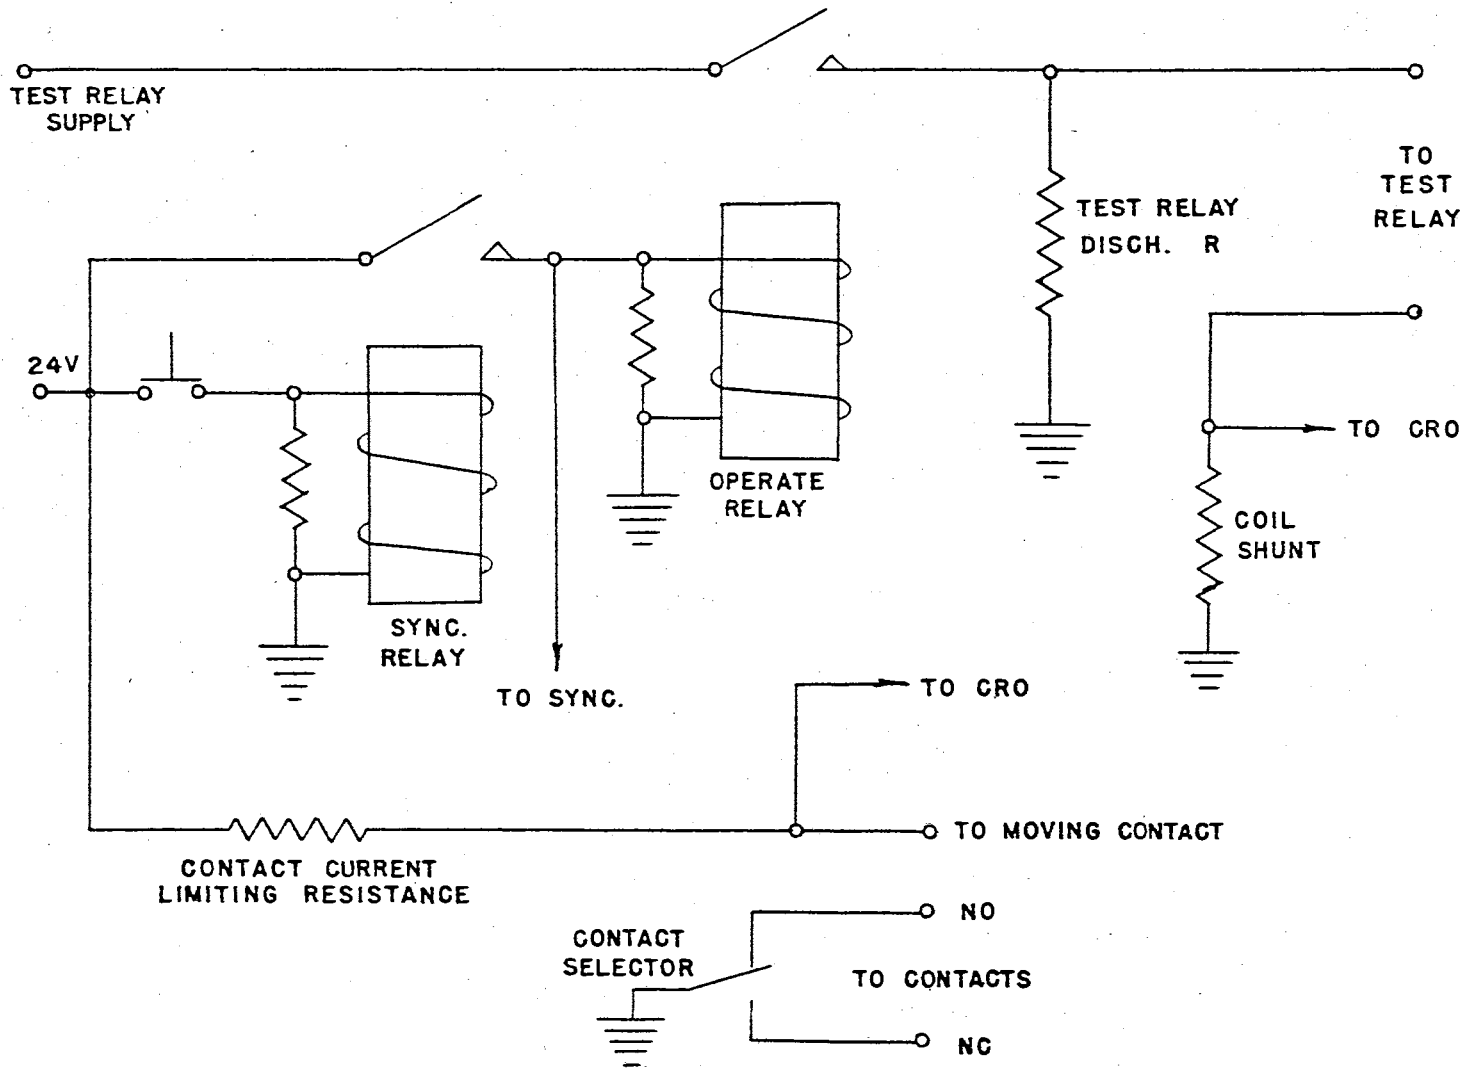 TEST RELAY
SUPPLY
TO
TEST
RELAY
TEST RELAY
DISCH. R
24V
OPERATE
RELAY
TO CRO
COIL
SHUNT
SYNC.
RELAY
TO SYNC.
TO CRO
TO MOVING CONTACT
CONTACT CURRENT
LIMITING RESISTANCE
NO
CONTACT
SELECTOR
TO CONTACTS
NC